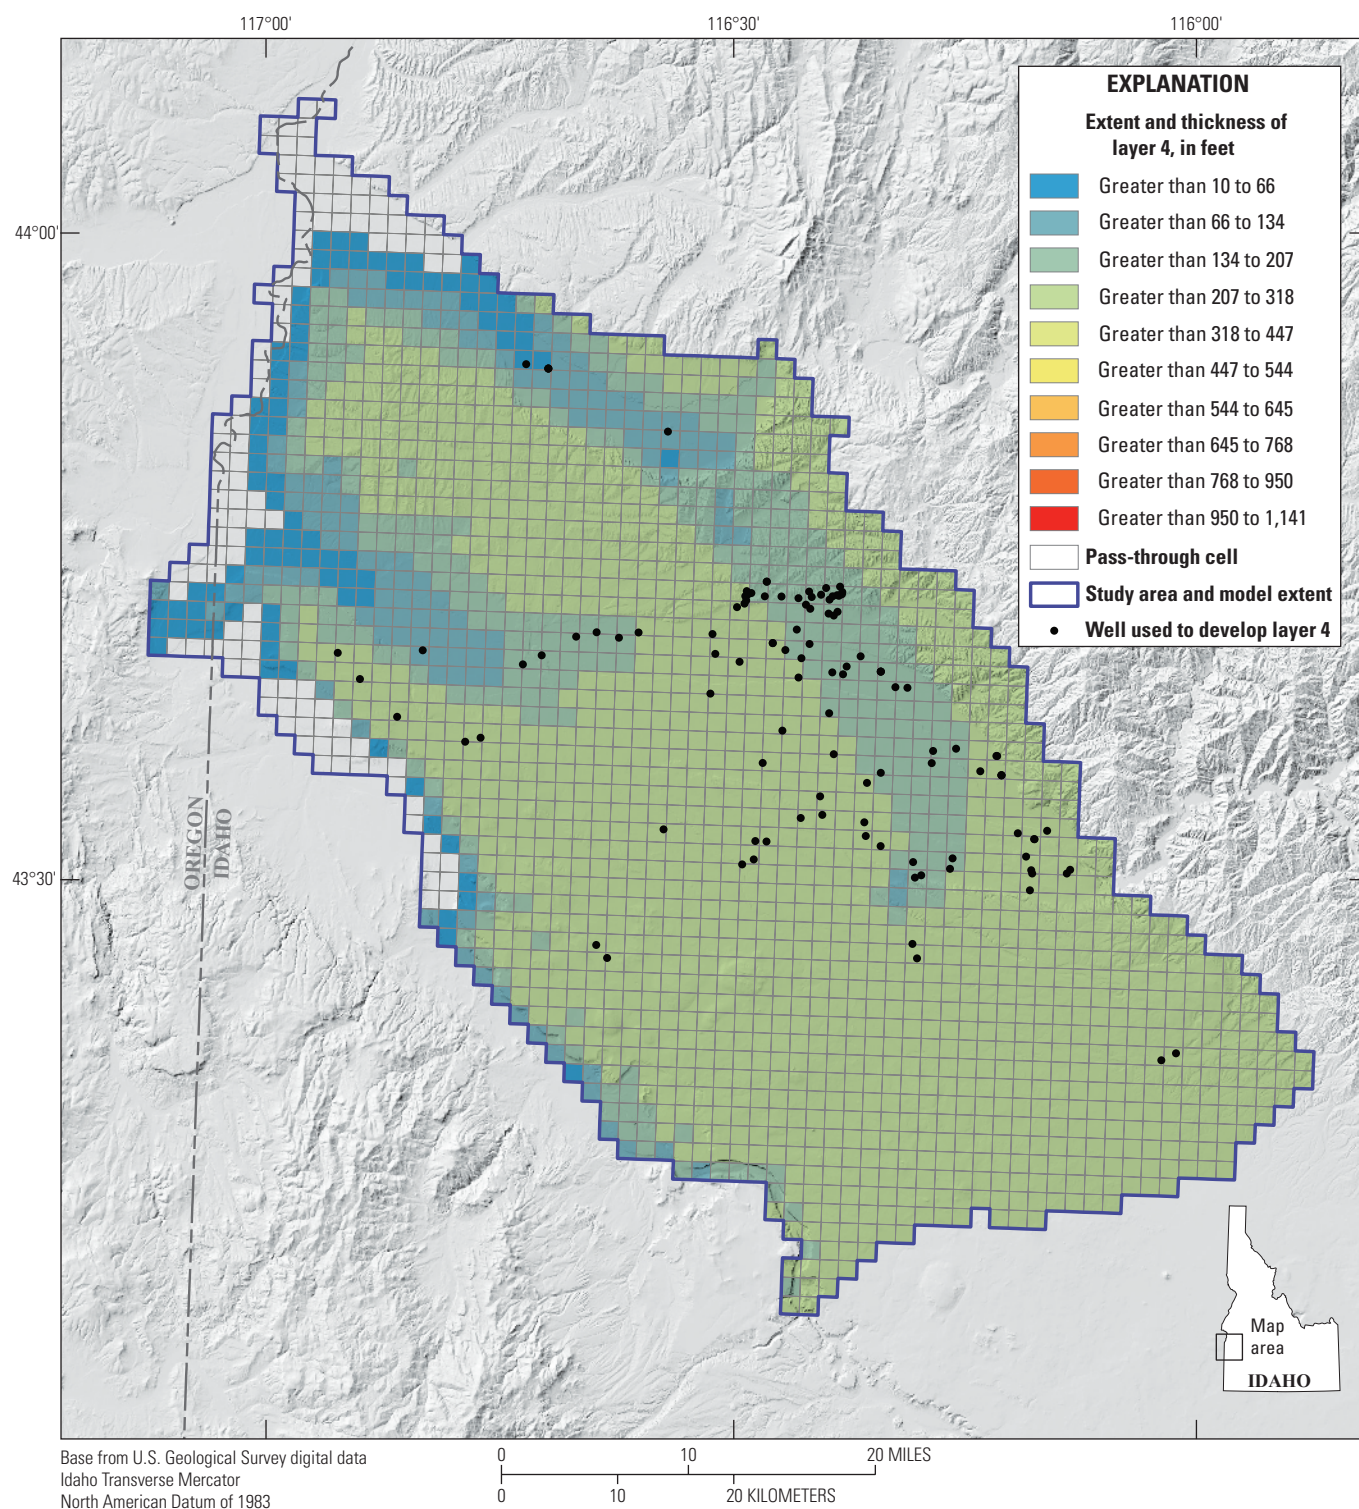 117°00'
116°30'
116°00'
44°00'
43°30'
EXPLANATION
Extent and thickness of
layer 4, in feet
Greater than 10 to 66
Greater than 66 to 134
Greater than 134 to 207
Greater than 207 to 318
Greater than 318 to 447
Greater than 447 to 544
Greater than 544 to 645
Greater than 645 to 768
Greater than 768 to 950
Greater than 950 to 1,141
Pass-through cell
Study area and model extent
Well used to develop layer 4
OREGON
IDAHO
Map
area
IDAHO
Base from U.S. Geological Survey digital data
Idaho Transverse Mercator
North American Datum of 1983
0 10 20 MILES
0 10 20 KILOMETERS